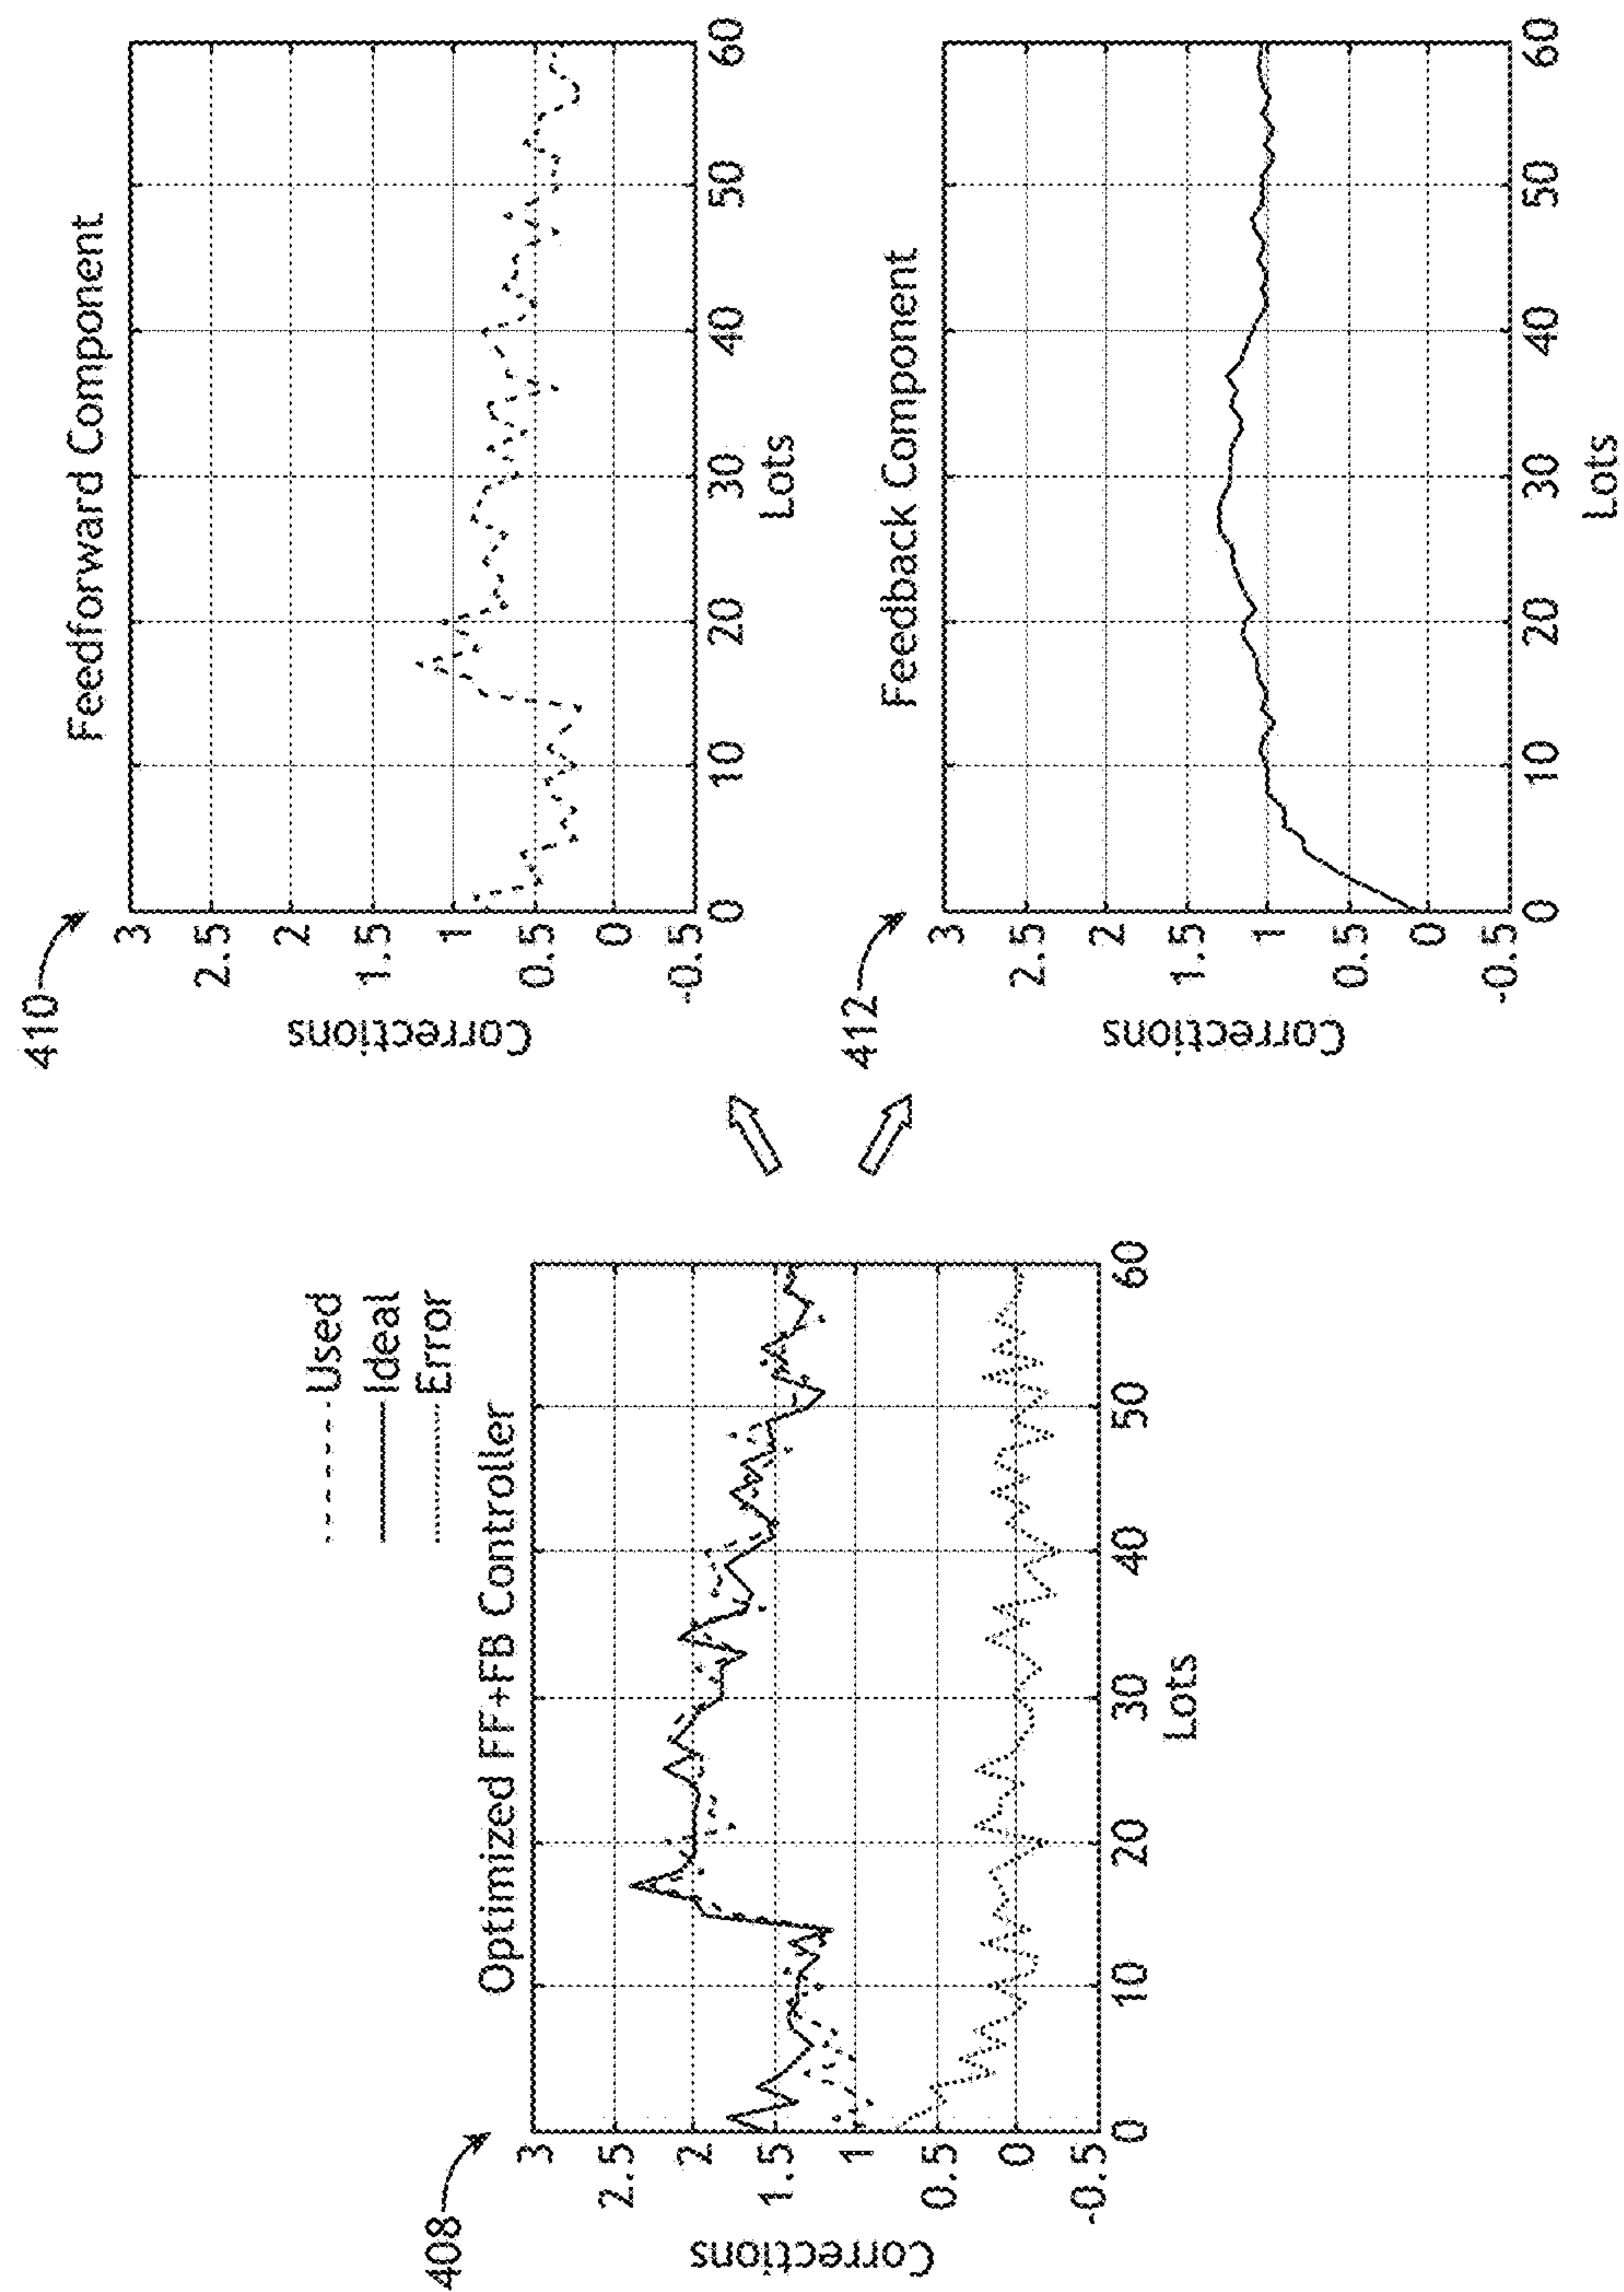 408
Optimized FF+FB Controller
Used
Ideal
Error
Corrections
3
2.5
2
1.5
1
0.5
0
-0.5
0 10 20 30 40 50 60
Lots
410
Feedforward Component
Corrections
3
2.5
2
1.5
1
0.5
0
-0.5
0 10 20 30 40 50 60
Lots
412
Feedback Component
Corrections
3
2.5
2
1.5
1
0.5
0
-0.5
0 10 20 30 40 50 60
Lots